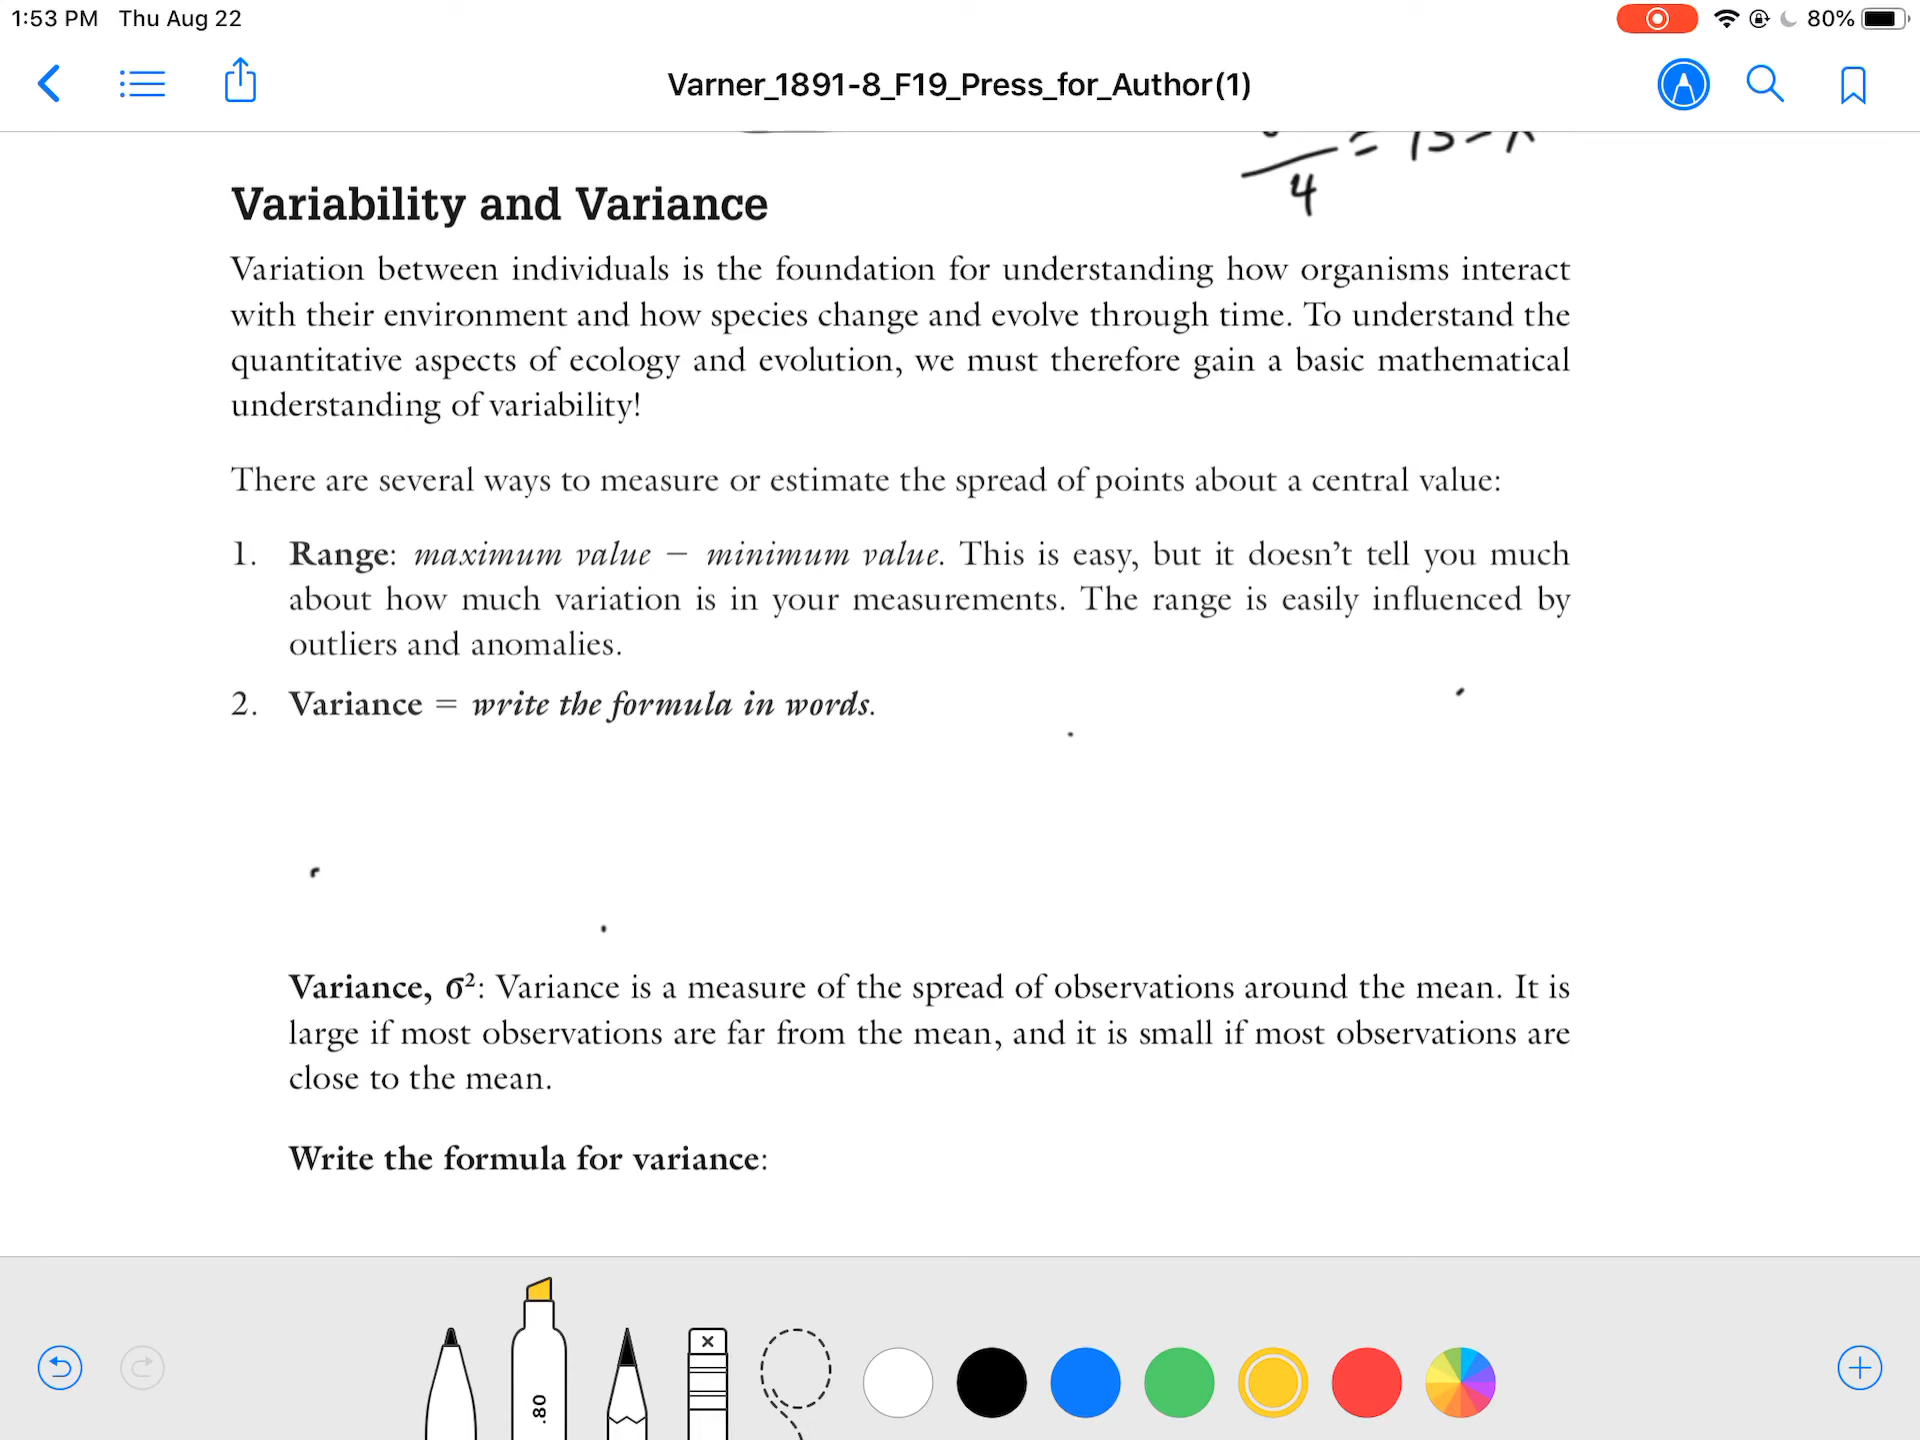 1:53 PM Thu Aug 22
80%
Varner_1891-8_F19_Press_for_Author(1)
4
Variability and Variance
Variation between individuals is the foundation for understanding how organisms interact
with their environment and how species change and evolve through time. To understand the
quantitative aspects of ecology and evolution, we must therefore gain a basic mathematical
understanding of variability!
There are several ways to measure or estimate the spread of points about a central value:
1. Range: maximum value − minimum value. This is easy, but it doesn’t tell you much
about how much variation is in your measurements. The range is easily influenced by
outliers and anomalies.
2. Variance = write the formula in words.
Variance, σ²: Variance is a measure of the spread of observations around the mean. It is
large if most observations are far from the mean, and it is small if most observations are
close to the mean.
Write the formula for variance:
.80